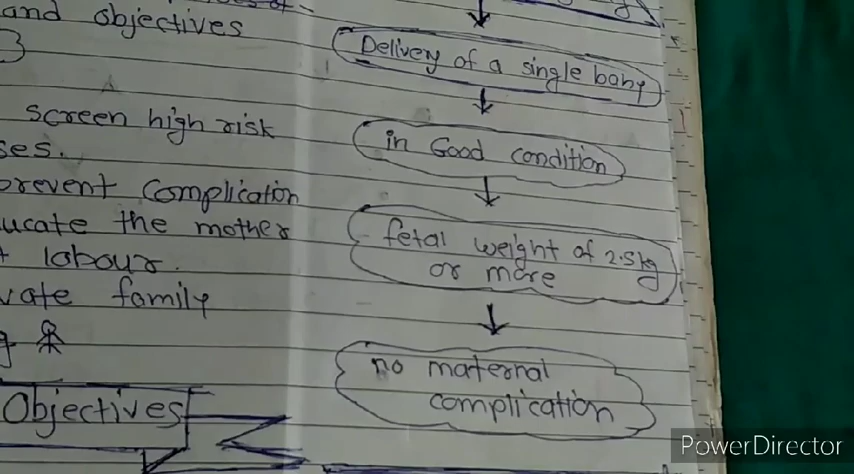 and objectives
Screen high risk
ses.
prevent complication
ucate the mother
labour.
vate family
Objectives
Delivery of a single baby
in Good condition
fetal weight of 2.5kg
or more
no maternal
complication
PowerDirector